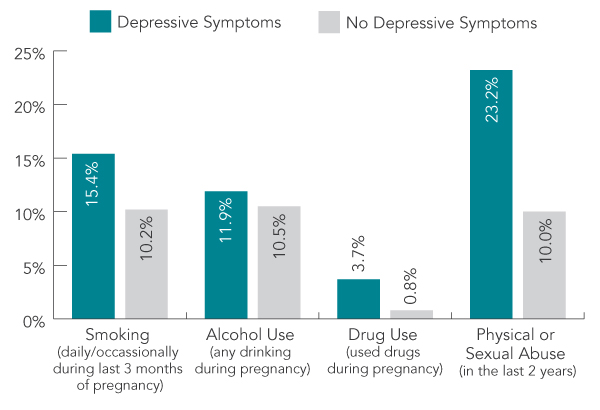 Depressive Symptoms No Depressive Symptoms
25%
20%
15%
10%
5%
0%
15.4%
10.2%
11.9%
10.5%
3.7%
0.8%
23.2%
10.0%
Smoking
(daily/occassionally
during last 3 months
of pregnancy)
Alcohol Use
(any drinking
during pregnancy)
Drug Use
(used drugs
during pregnancy)
Physical or
Sexual Abuse
(in the last 2 years)